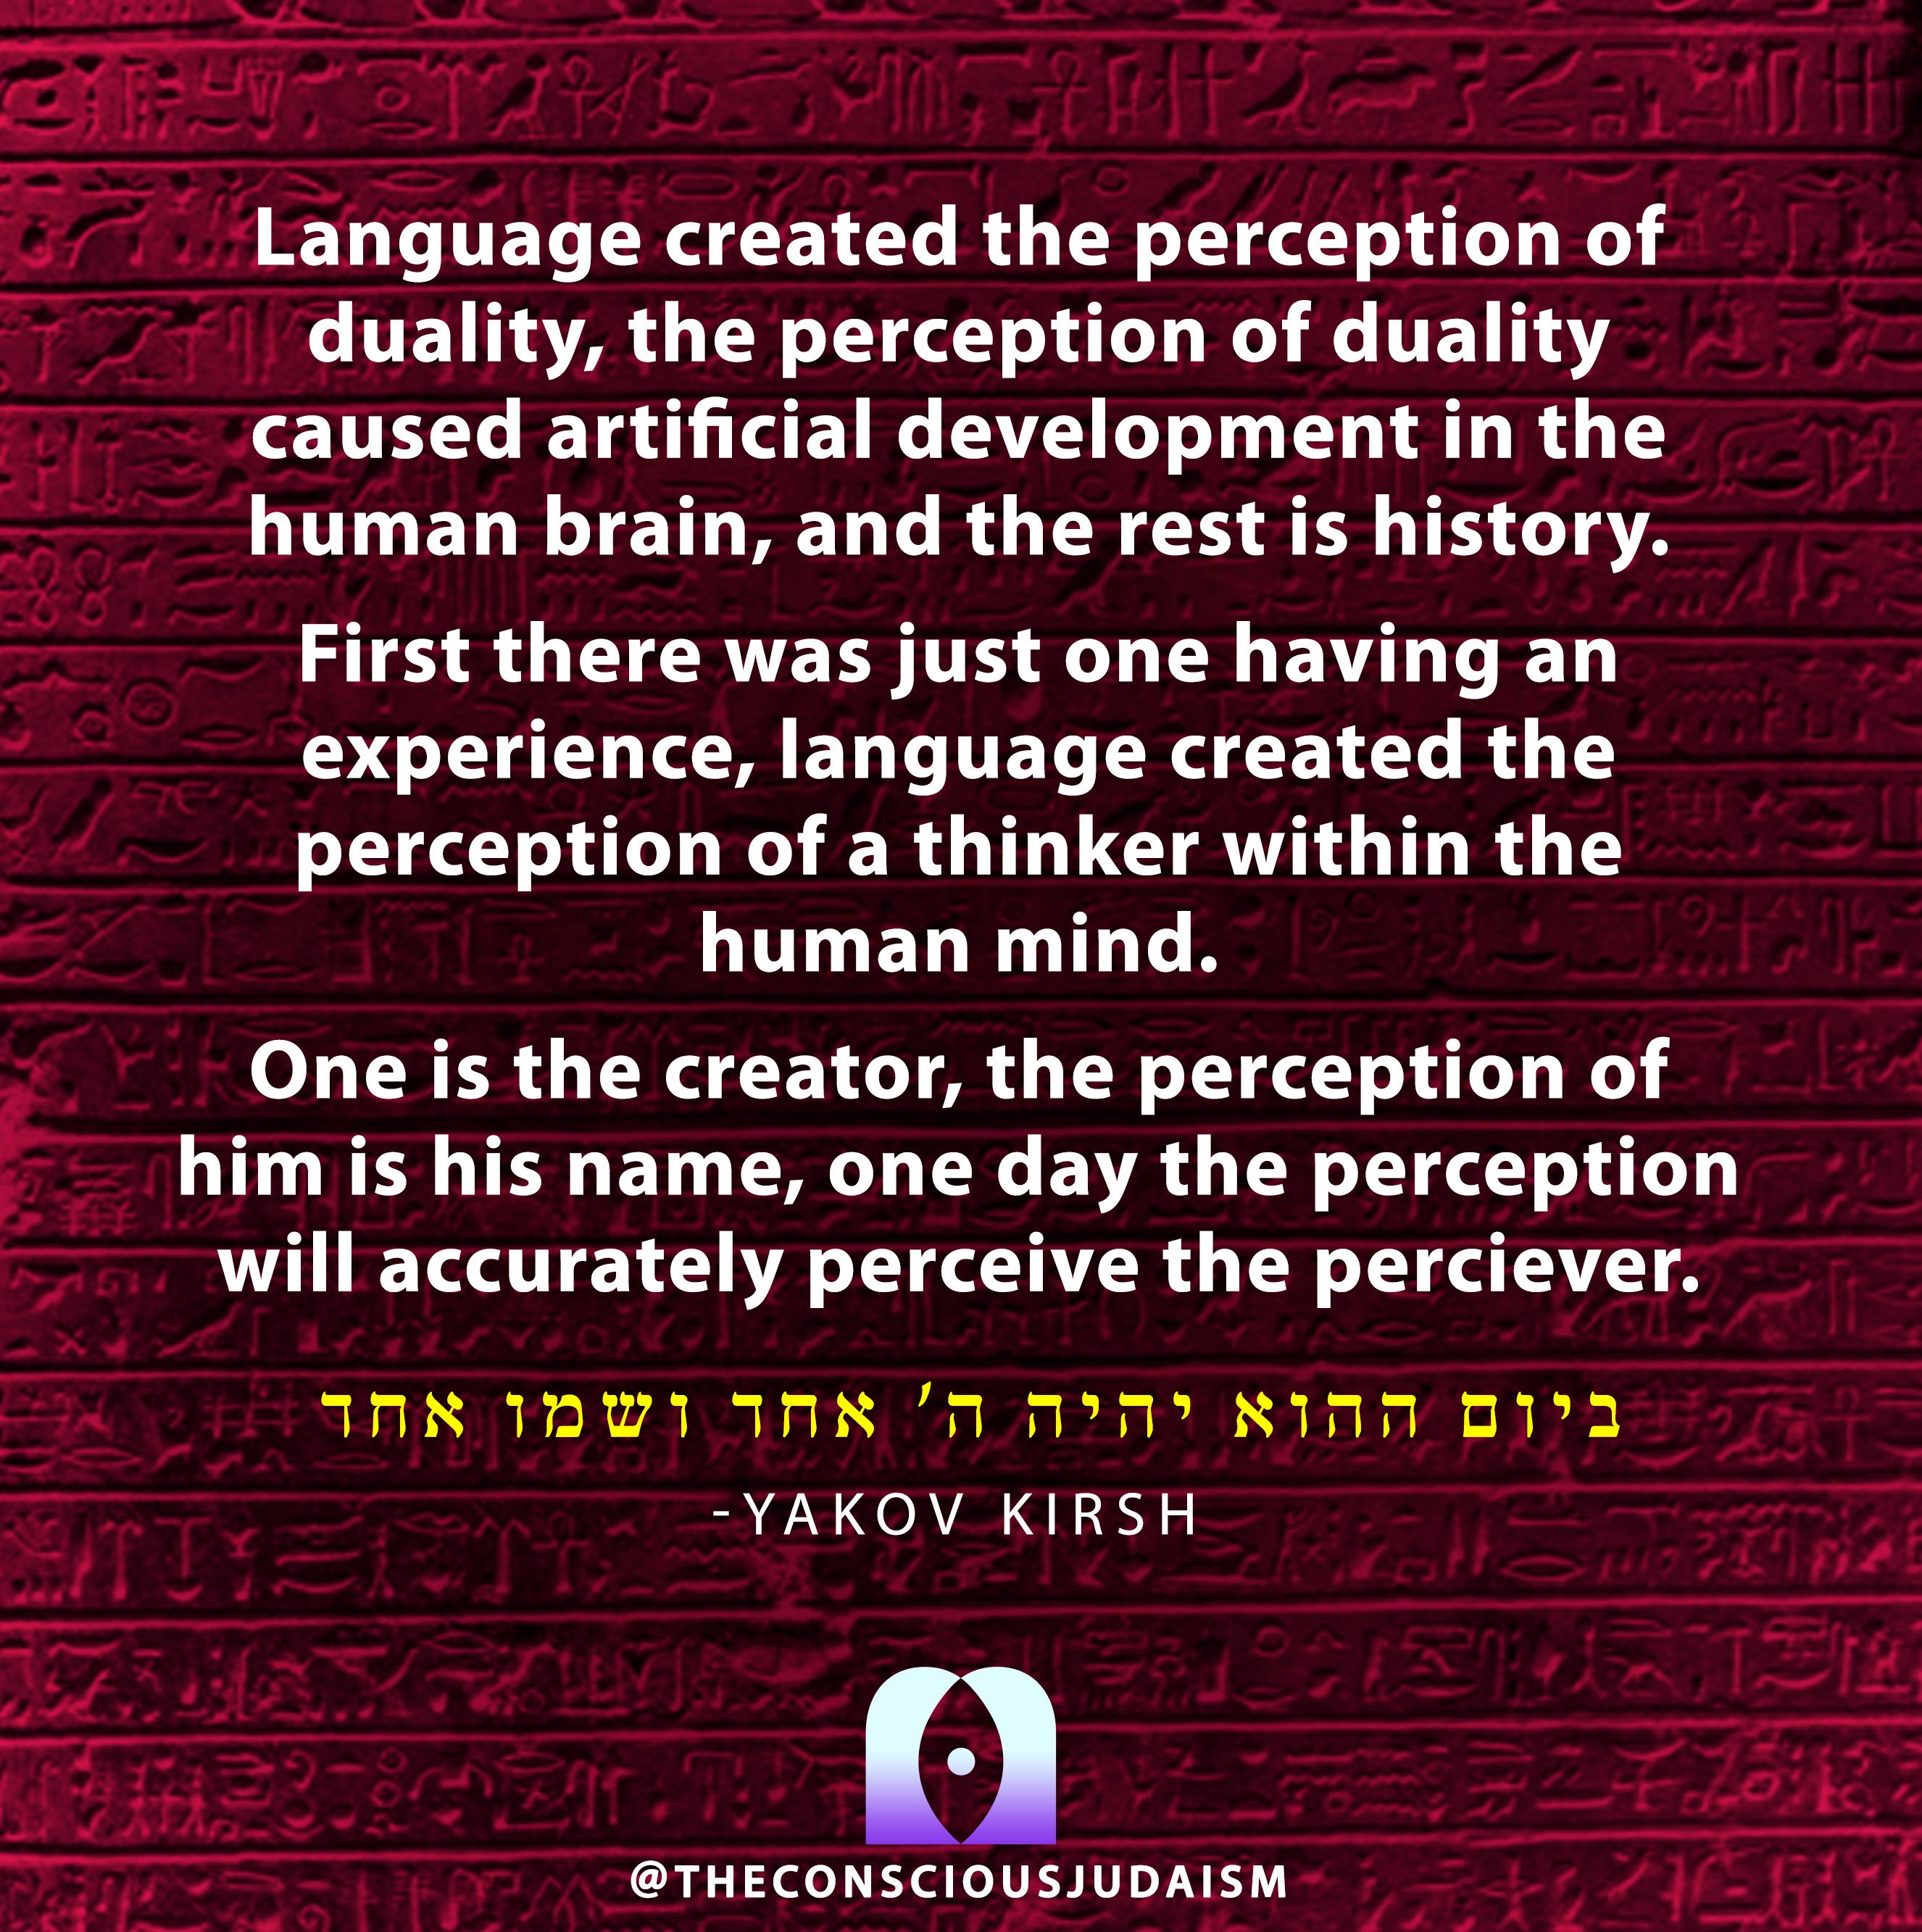 Language created the perception of
duality, the perception of duality
caused artificial development in the
human brain, and the rest is history.
First there was just one having an
experience, language created the
perception of a thinker within the
human mind.
One is the creator, the perception of
him is his name, one day the perception
will accurately perceive the perciever.
ביום ההוא יהיה ה׳ אחד ושמו אחד
-YAKOV KIRSH
@THECONSCIOUSJUDAISM